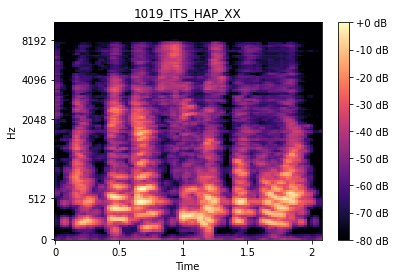 1019_ITS_HAP_XX
+0 dB
8192
-10 dB
4096
-20 dB
-30 dB
2048
Hz
-40 dB
1024
-50 dB
512
-60 dB
-70 dB
0
-80 dB
0
0.5
1
1.5
2
Time